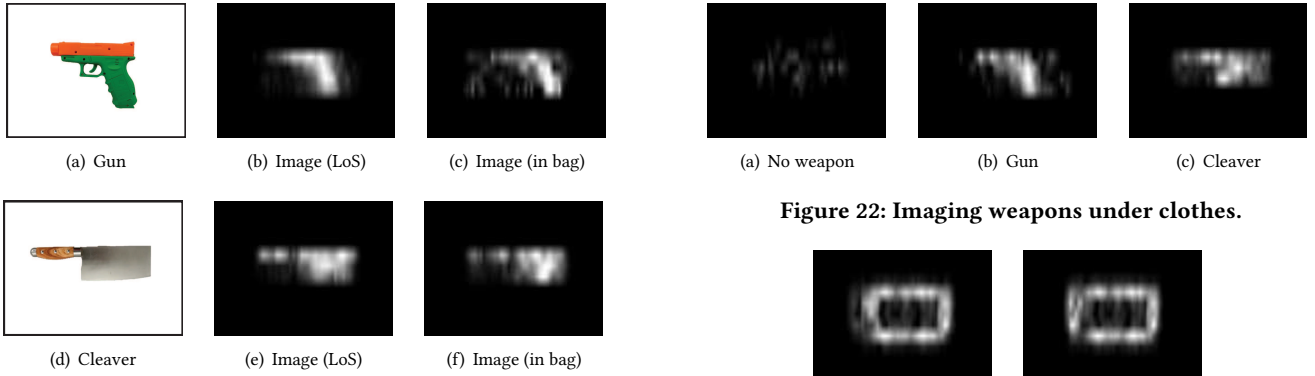 (a) Gun
(b) Image (LoS)
(c) Image (in bag)
(d) Cleaver
(e) Image (LoS)
(f) Image (in bag)
(a) No weapon
(b) Gun
(c) Cleaver
Figure 22: Imaging weapons under clothes.